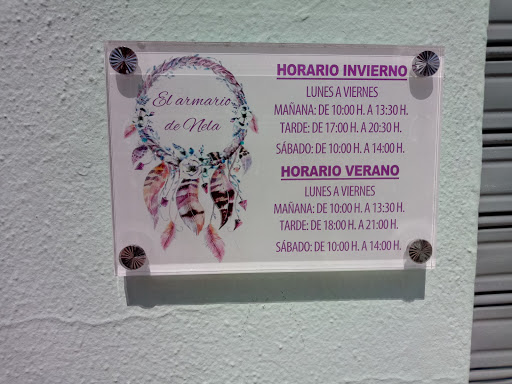 El armario
de Nela
HORARIO INVIERNO
LUNES A VIERNES
MAÑANA: DE 10:00 H. A 13:30 H.
TARDE: DE 17:00 H. A 20:30 H.
SÁBADO: DE 10:00 H. A 14:00 H.
HORARIO VERANO
LUNES A VIERNES
MAÑANA: DE 10:00 H. A 13:30 H.
TARDE: DE 18:00 H. A 21:00 H.
SÁBADO: DE 10:00 H. A 14:00 H.